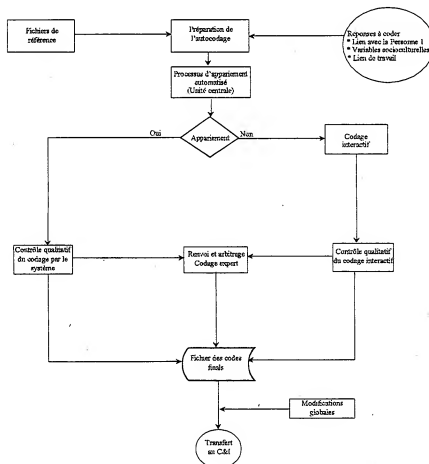 Fichiers de
référence
Préparation de
l'autocodage
Réponses à coder
* Lien avec la Personne 1
* Variables socioculturelles
* Lien de travail
Processus d'appariement
automatisé
(Unité centrale)
Oui
Appariement
Non
Codage
interactif
Contrôle qualitatif
du codage par le
système
Renvoi et arbitrage
Codage expert
Contrôle qualitatif
du codage interactif
Fichier des codes
finals
Modifications
globales
Transfert
au C&I